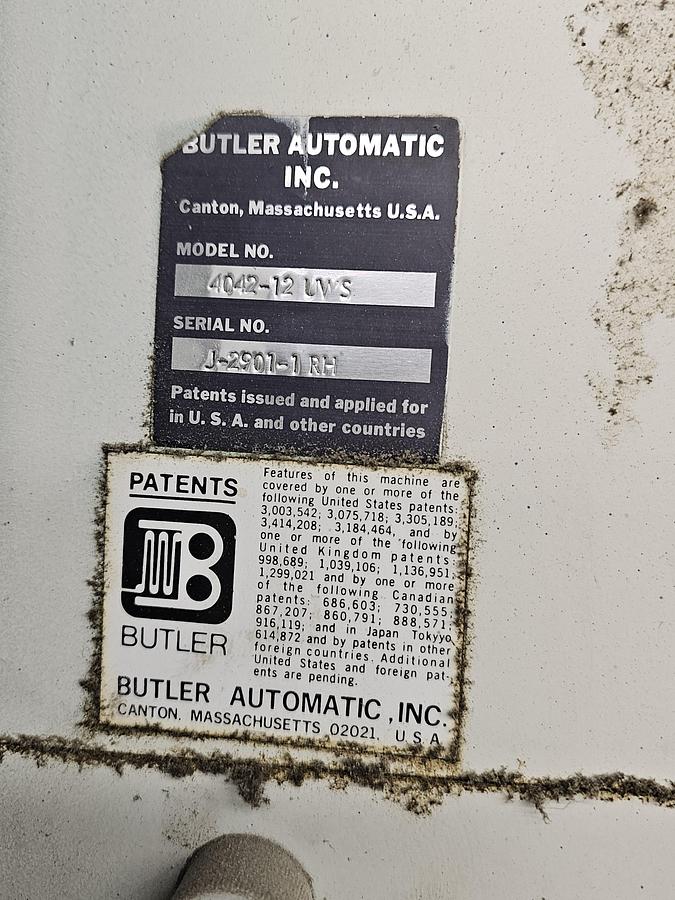 BUTLER AUTOMATIC
INC.
Canton, Massachusetts U.S.A.
MODEL NO.
4042-12 UWS
SERIAL NO.
J-2901-1 RH
Patents issued and applied for
in U. S. A. and other countries
PATENTS
B
BUTLER
Features of this machine are
covered by one or more of the
following United States patents:
3,003,542; 3,075,718; 3,305,189;
3,414,208; 3,184,464, and by
one or more of the following
United Kingdom patents:
998,689; 1,039,106; 1,136,951;
1,299,021 and by one or more
of the following Canadian
patents: 686,603; 730,555;
867,207; 860,791; 888,571;
916,119; and in Japan Tokyyo
614,872 and by patents in other
foreign countries. Additional
United States and foreign pat-
ents are pending.
BUTLER AUTOMATIC, INC.
CANTON, MASSACHUSETTS 02021, U.S.A.